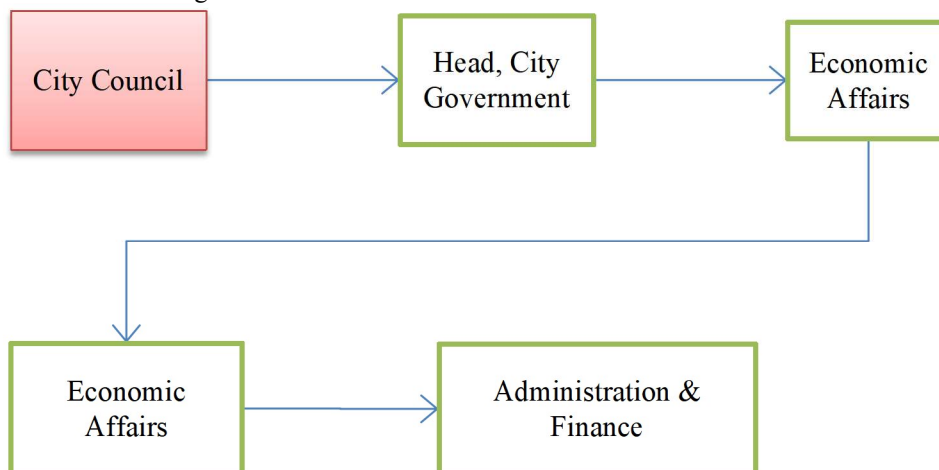 City Council
Head, City
Government
Economic
Affairs
Economic
Affairs
Administration &
Finance